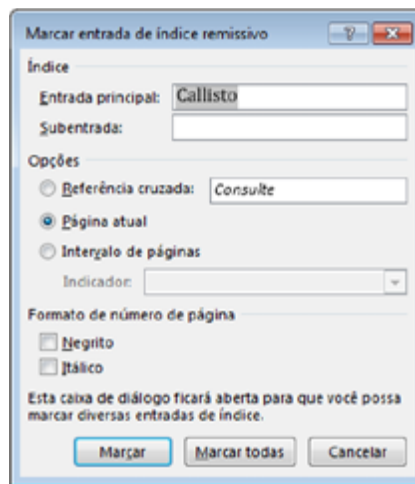 Marcar entrada de índice remissivo
Índice
Entrada principal: Callisto
Subentrada:
Opções
Referência cruzada: Consulte
Página atual
Intervalo de páginas
Indicador:
Formato de número de página
Negrito
Itálico
Esta caixa de diálogo ficará aberta para que você possa
marcar diversas entradas de índice.
Marcar Marcar todas Cancelar